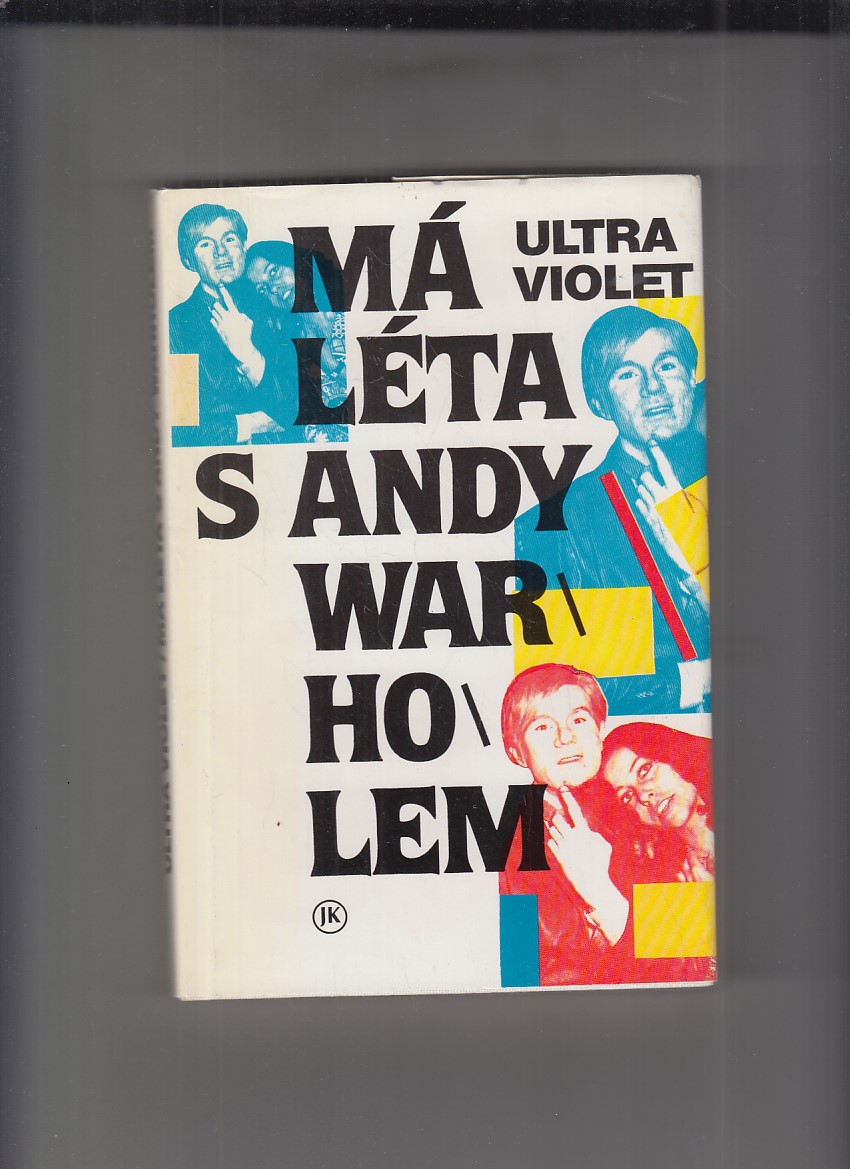 MÁ
LÉTA
S ANDY
WAR\
HO\
LEM
ULTRA
VIOLET
JK